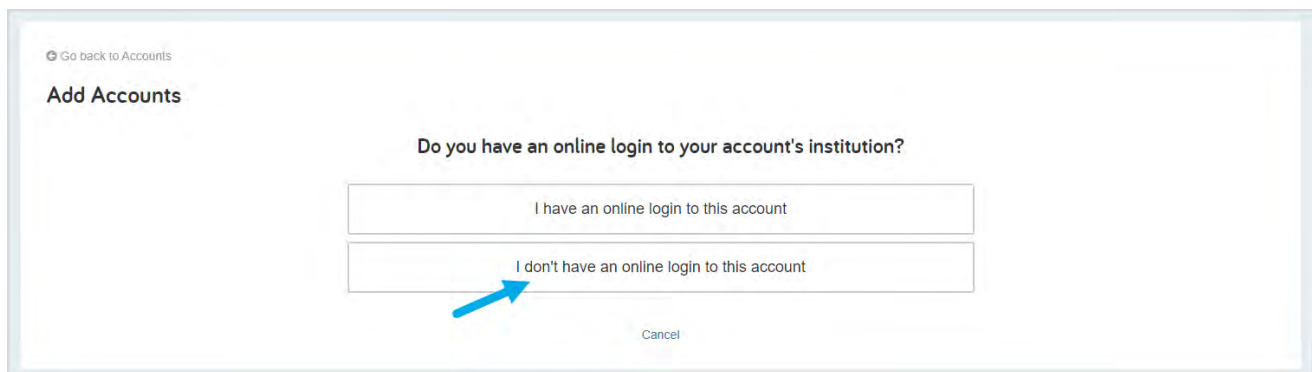 Go back to Accounts
Add Accounts
Do you have an online login to your account's institution?
I have an online login to this account
I don't have an online login to this account
Cancel